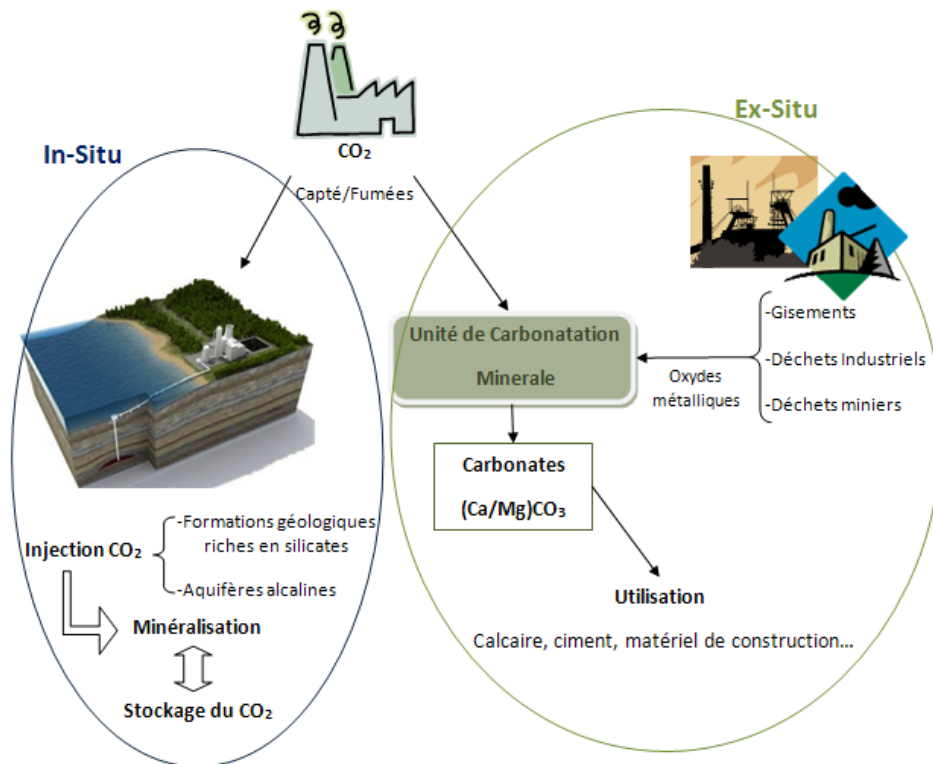 CO₂
Capté/Fumées
In-Situ
Injection CO₂
-Formations géologiques
riches en silicates
-Aquifères alcalines
Minéralisation
Stockage du CO₂
Ex-Situ
-Gisements
-Déchets Industriels
-Déchets miniers
Oxydes
métalliques
Unité de Carbonatation
Minerale
Carbonates
(Ca/Mg)CO₃
Utilisation
Calcaire, ciment, matériel de construction...